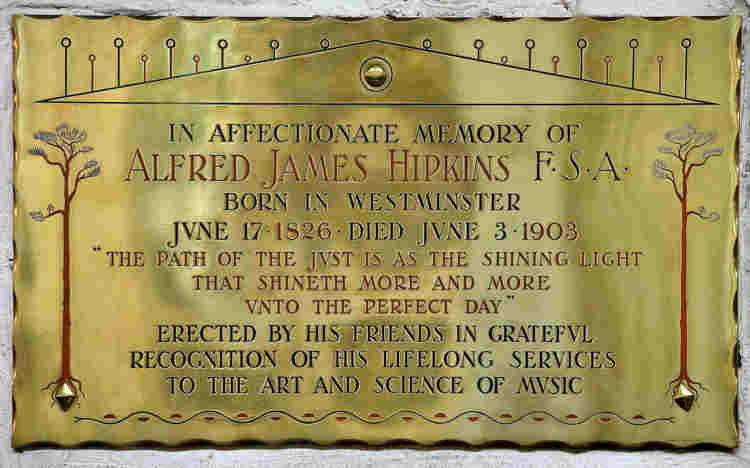 IN AFFECTIONATE MEMORY OF
ALFRED JAMES HIPKINS F·S·A·
BORN IN WESTMINSTER
JVNE 17·1826·DIED JVNE 3·1903
"THE PATH OF THE JVST IS AS THE SHINING LIGHT
THAT SHINETH MORE AND MORE
VNTO THE PERFECT DAY"
ERECTED BY HIS FRIENDS IN GRATEFVL
RECOGNITION OF HIS LIFELONG SERVICES
TO THE ART AND SCIENCE OF MVSIC